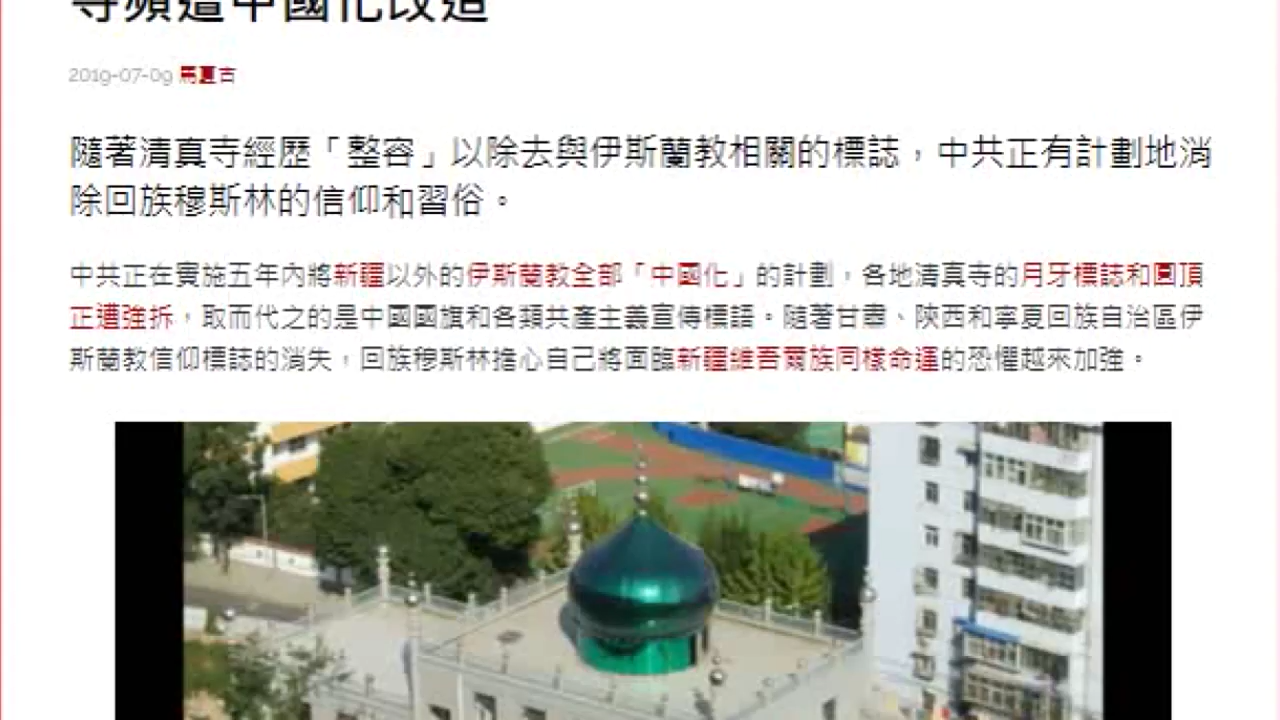 寺頻遭中國化改造
2019-07-09 馬夏古
隨著清真寺經歷「整容」以除去與伊斯蘭教相關的標誌，中共正有計劃地消
除回族穆斯林的信仰和習俗。
中共正在實施五年內將新疆以外的伊斯蘭教全部「中國化」的計劃，各地清真寺的月牙標誌和圓頂
正遭強拆，取而代之的是中國國旗和各類共產主義宣傳標語。隨著甘肅、陝西和寧夏回族自治區伊
斯蘭教信仰標誌的消失，回族穆斯林擔心自己將面臨新疆維吾爾族同樣命運的恐懼越來加強。